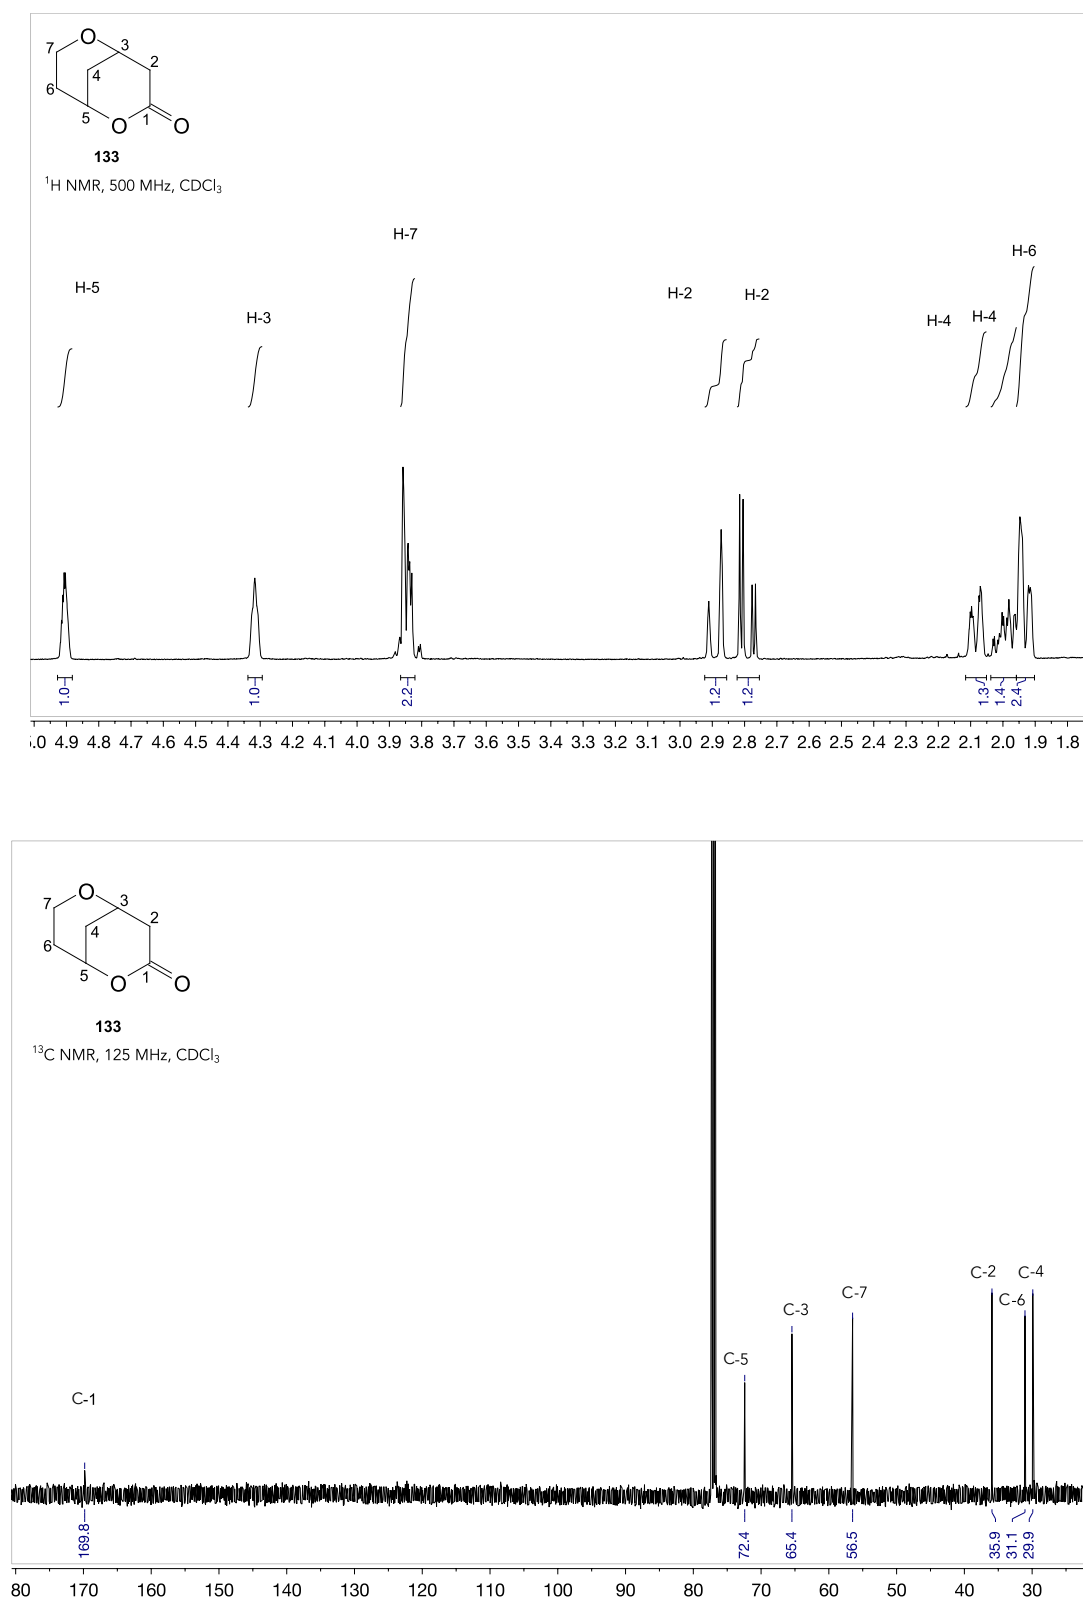 O
7
3
2
4
6
5
O
1
O
133
1H NMR, 500 MHz, CDCl3
H-7
H-6
H-5
H-2
H-2
H-3
H-4
H-4
1.0
1.0
2.2
1.2
1.2
1.3
1.4
2.4
5.0 4.9 4.8 4.7 4.6 4.5 4.4 4.3 4.2 4.1 4.0 3.9 3.8 3.7 3.6 3.5 3.4 3.3 3.2 3.1 3.0 2.9 2.8 2.7 2.6 2.5 2.4 2.3 2.2 2.1 2.0 1.9 1.8
O
7
3
2
4
6
5
O
1
O
133
13C NMR, 125 MHz, CDCl3
C-2
C-4
C-7
C-6
C-3
C-5
C-1
169.8
72.4
65.4
56.5
35.9
31.1
29.9
80 170 160 150 140 130 120 110 100 90 80 70 60 50 40 30